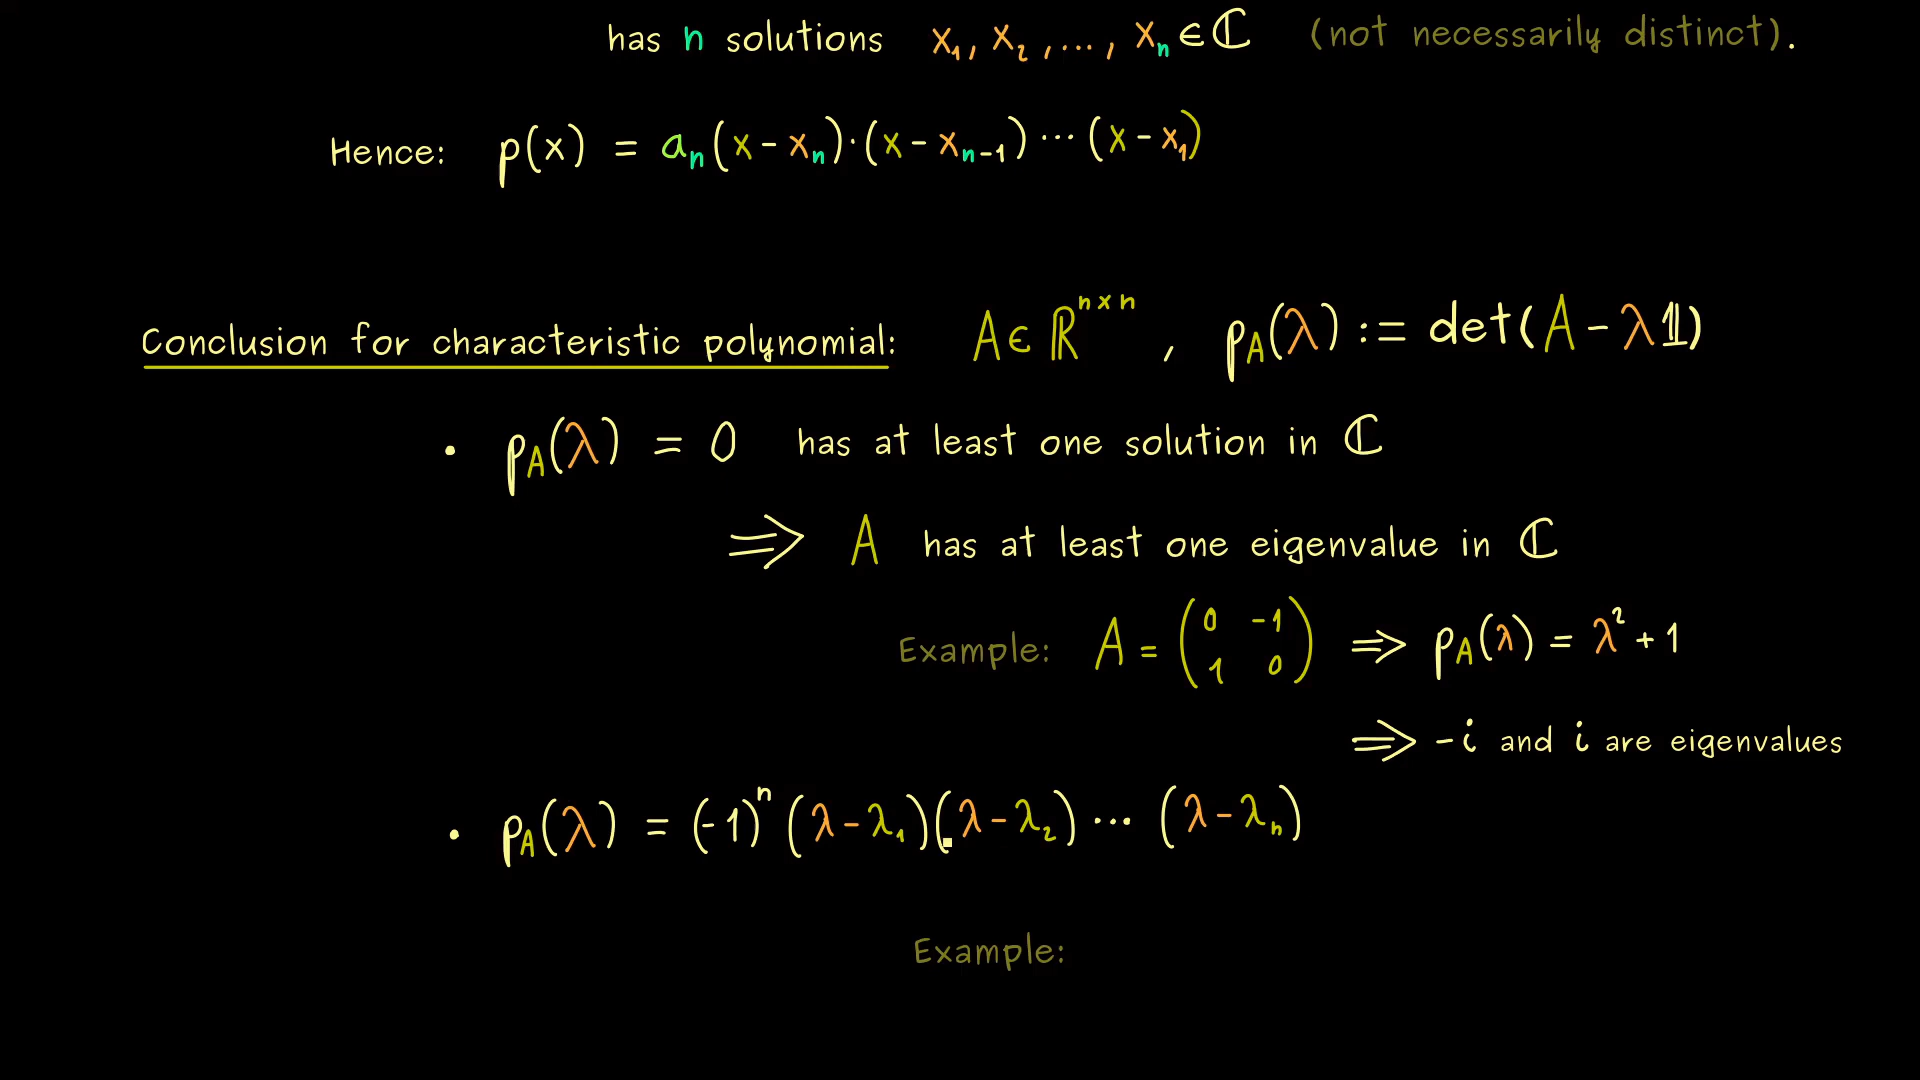 has n solutions x₁, x₂, ..., xₙ ∈ ℂ (not necessarily distinct).
Hence: p(x) = aₙ(x - xₙ)·(x - xₙ₋₁) ··· (x - x₁)
Conclusion for characteristic polynomial: A ∈ ℝⁿˣⁿ , p_A(λ) := det(A - λ𝟙)
• p_A(λ) = 0 has at least one solution in ℂ
⟹ A has at least one eigenvalue in ℂ
Example: A = (0 -1; 1 0) ⟹ p_A(λ) = λ² + 1
⟹ -i and i are eigenvalues
• p_A(λ) = (-1)ⁿ (λ - λ₁)(λ - λ₂) ··· (λ - λₙ)
Example: